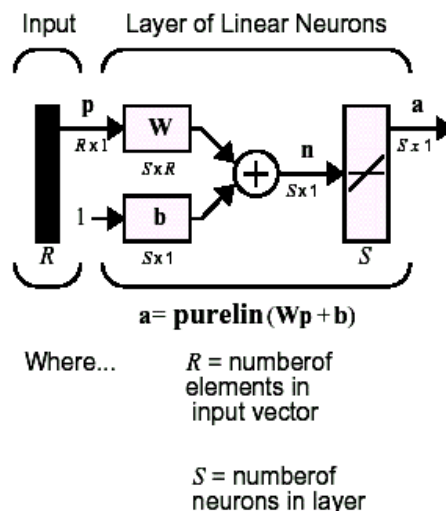 Input Layer of Linear Neurons
p W n a
R x 1 S x R S x 1 S x 1
1 b
S x 1
R S
a= purelin (Wp + b)
Where... R = numberof
elements in
input vector
S = numberof
neurons in layer